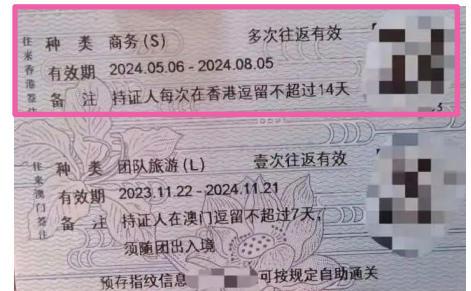 往来香港签注
种 类 商务(S) 多次往返有效
有效期 2024.05.06 - 2024.08.05
备 注 持证人每次在香港逗留不超过14天
往来澳门签注
种 类 团队旅游(L) 壹次往返有效
有效期 2023.11.22 - 2024.11.21
备 注 持证人在澳门逗留不超过7天,
须随团出入境
预存指纹信息 可按规定自助通关